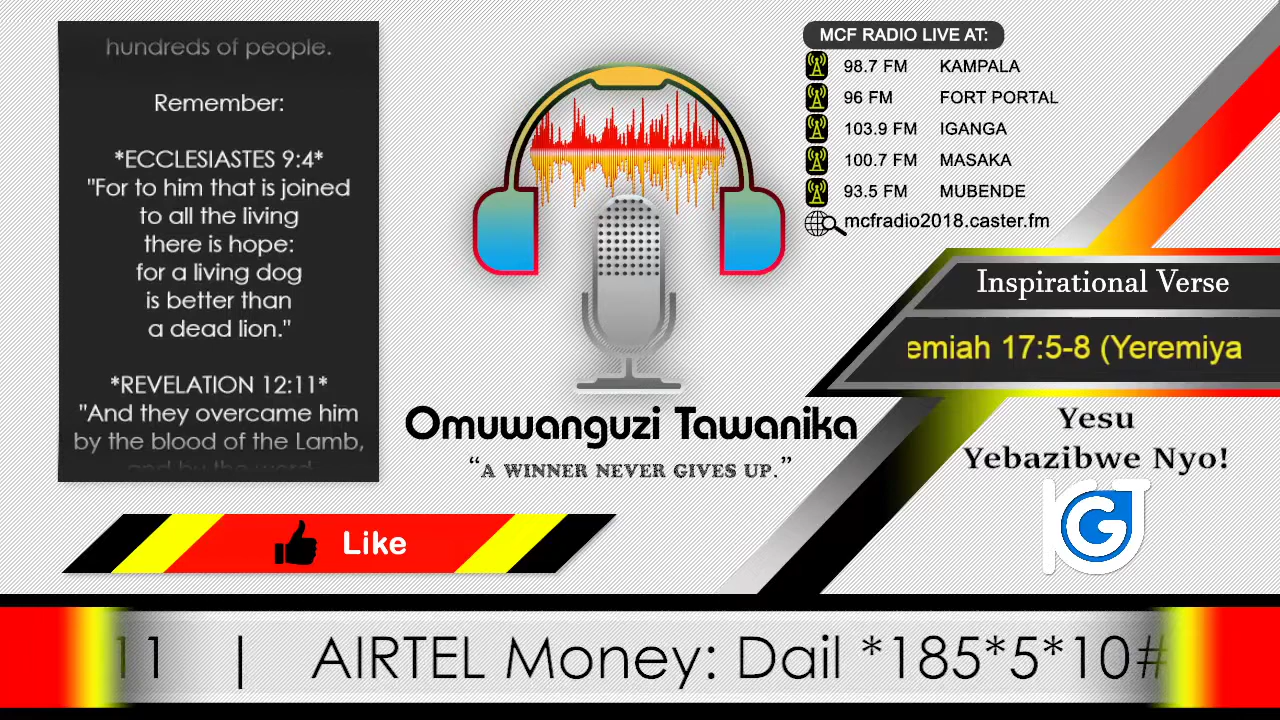 hundreds of people.
Remember:
*ECCLESIASTES 9:4*
"For to him that is joined
to all the living
there is hope:
for a living dog
is better than
a dead lion."
*REVELATION 12:11*
"And they overcame him
by the blood of the Lamb,
and by the word
Omuwanguzi Tawanika
“A WINNER NEVER GIVES UP.”
MCF RADIO LIVE AT:
98.7 FM KAMPALA
96 FM FORT PORTAL
103.9 FM IGANGA
100.7 FM MASAKA
93.5 FM MUBENDE
mcfradio2018.caster.fm
Inspirational Verse
emiah 17:5-8 (Yeremiya
Yesu
Yebazibwe Nyo!
Like
11 | AIRTEL Money: Dail *185*5*10#